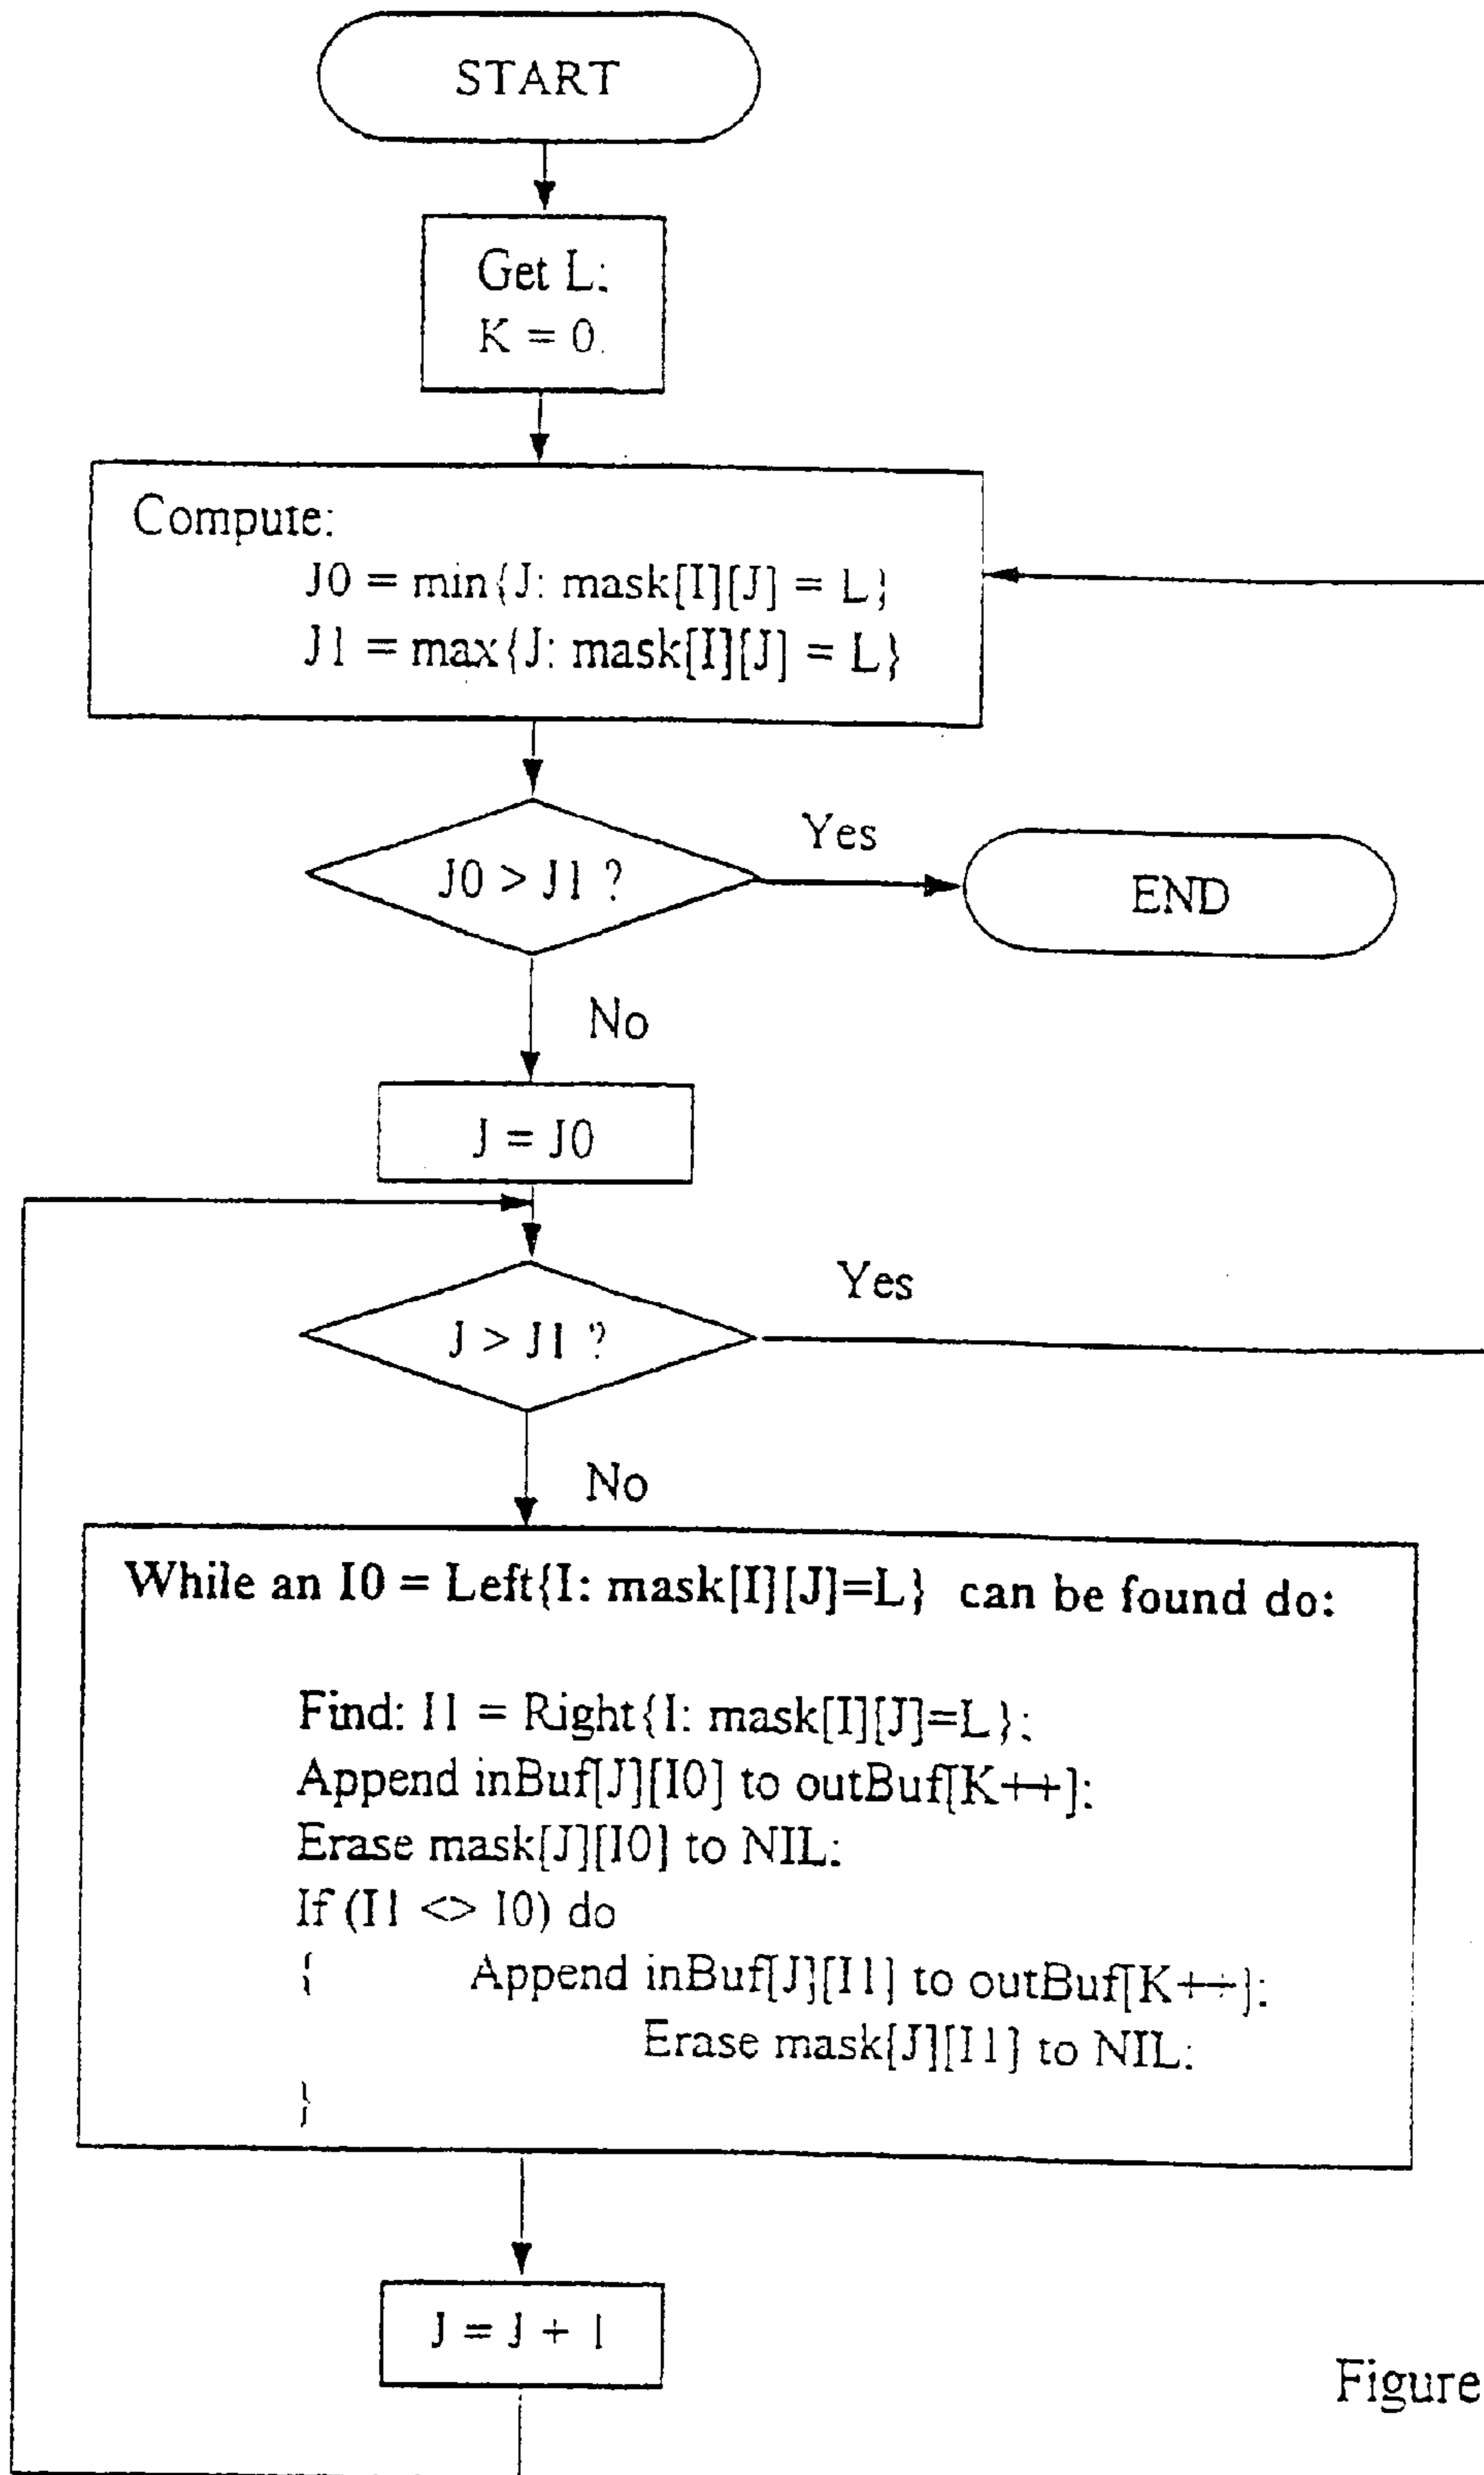 START
Get L:
K = 0.
Compute:
J0 = min{J: mask[I][J] = L}
J1 = max{J: mask[I][J] = L}
J0 > J1 ?
Yes
END
No
J = J0
J > J1 ?
Yes
No
While an I0 = Left{I: mask[I][J]=L} can be found do:
Find: I1 = Right{I: mask[I][J]=L};
Append inBuf[J][I0] to outBuf[K++]:
Erase mask[J][I0] to NIL:
If (I1 <> I0) do
{ Append inBuf[J][I1] to outBuf[K++]:
Erase mask[J][I1] to NIL:
}
J = J + 1
Figure